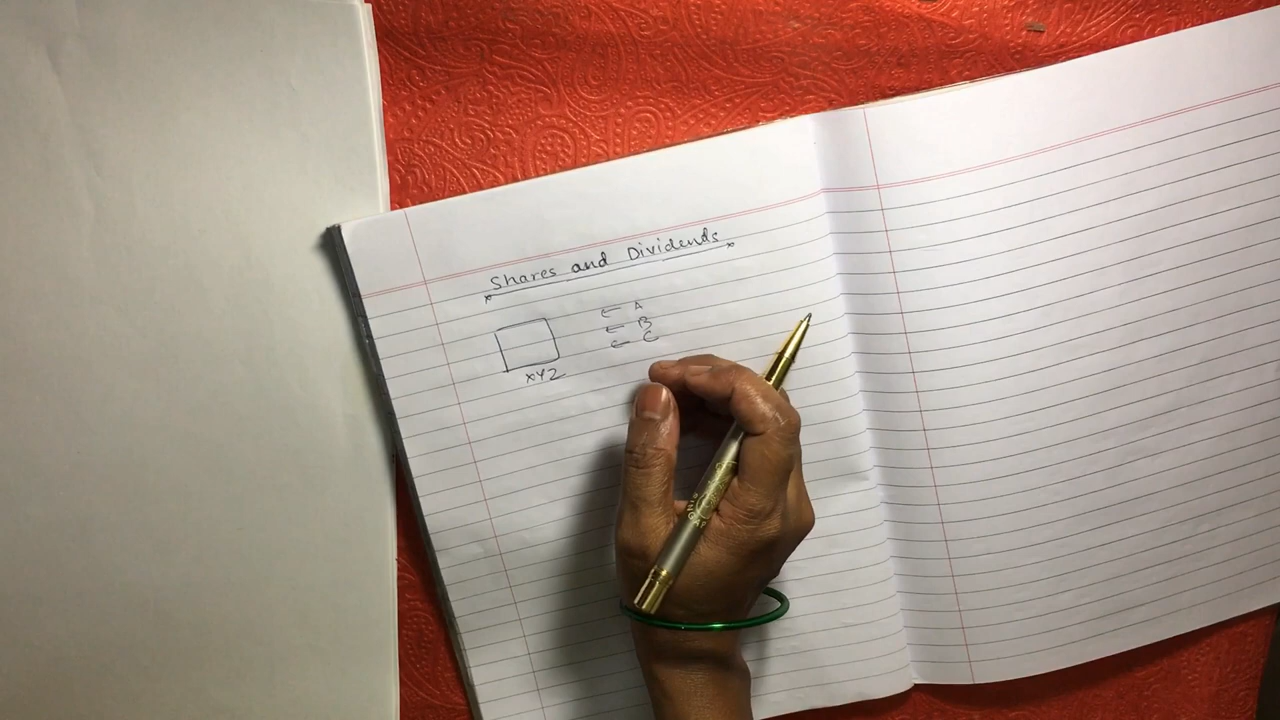 Shares and Dividends
← A
← B
← C
XYZ